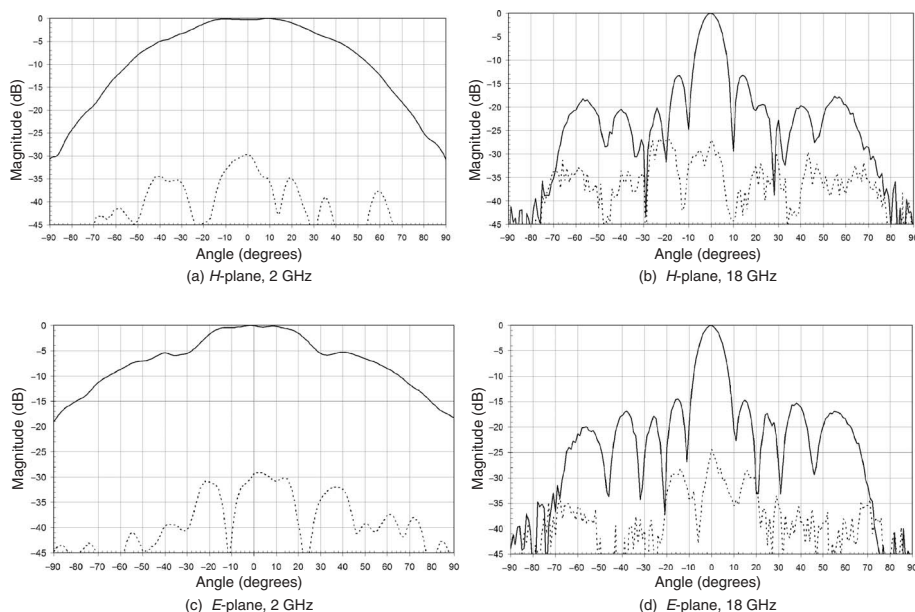 0
−5
−10
−15
−20
−25
−30
−35
−40
−45
Magnitude (dB)
−90 −80 −70 −60 −50 −40 −30 −20 −10 0 10 20 30 40 50 60 70 80 90
Angle (degrees)
(a) H-plane, 2 GHz
0
−5
−10
−15
−20
−25
−30
−35
−40
−45
Magnitude (dB)
−90 −80 −70 −60 −50 −40 −30 −20 −10 0 10 20 30 40 50 60 70 80 90
Angle (degrees)
(b) H-plane, 18 GHz
0
−5
−10
−15
−20
−25
−30
−35
−40
−45
Magnitude (dB)
−90 −80 −70 −60 −50 −40 −30 −20 −10 0 10 20 30 40 50 60 70 80 90
Angle (degrees)
(c) E-plane, 2 GHz
0
−5
−10
−15
−20
−25
−30
−35
−40
−45
Magnitude (dB)
−90 −80 −70 −60 −50 −40 −30 −20 −10 0 10 20 30 40 50 60 70 80 90
Angle (degrees)
(d) E-plane, 18 GHz